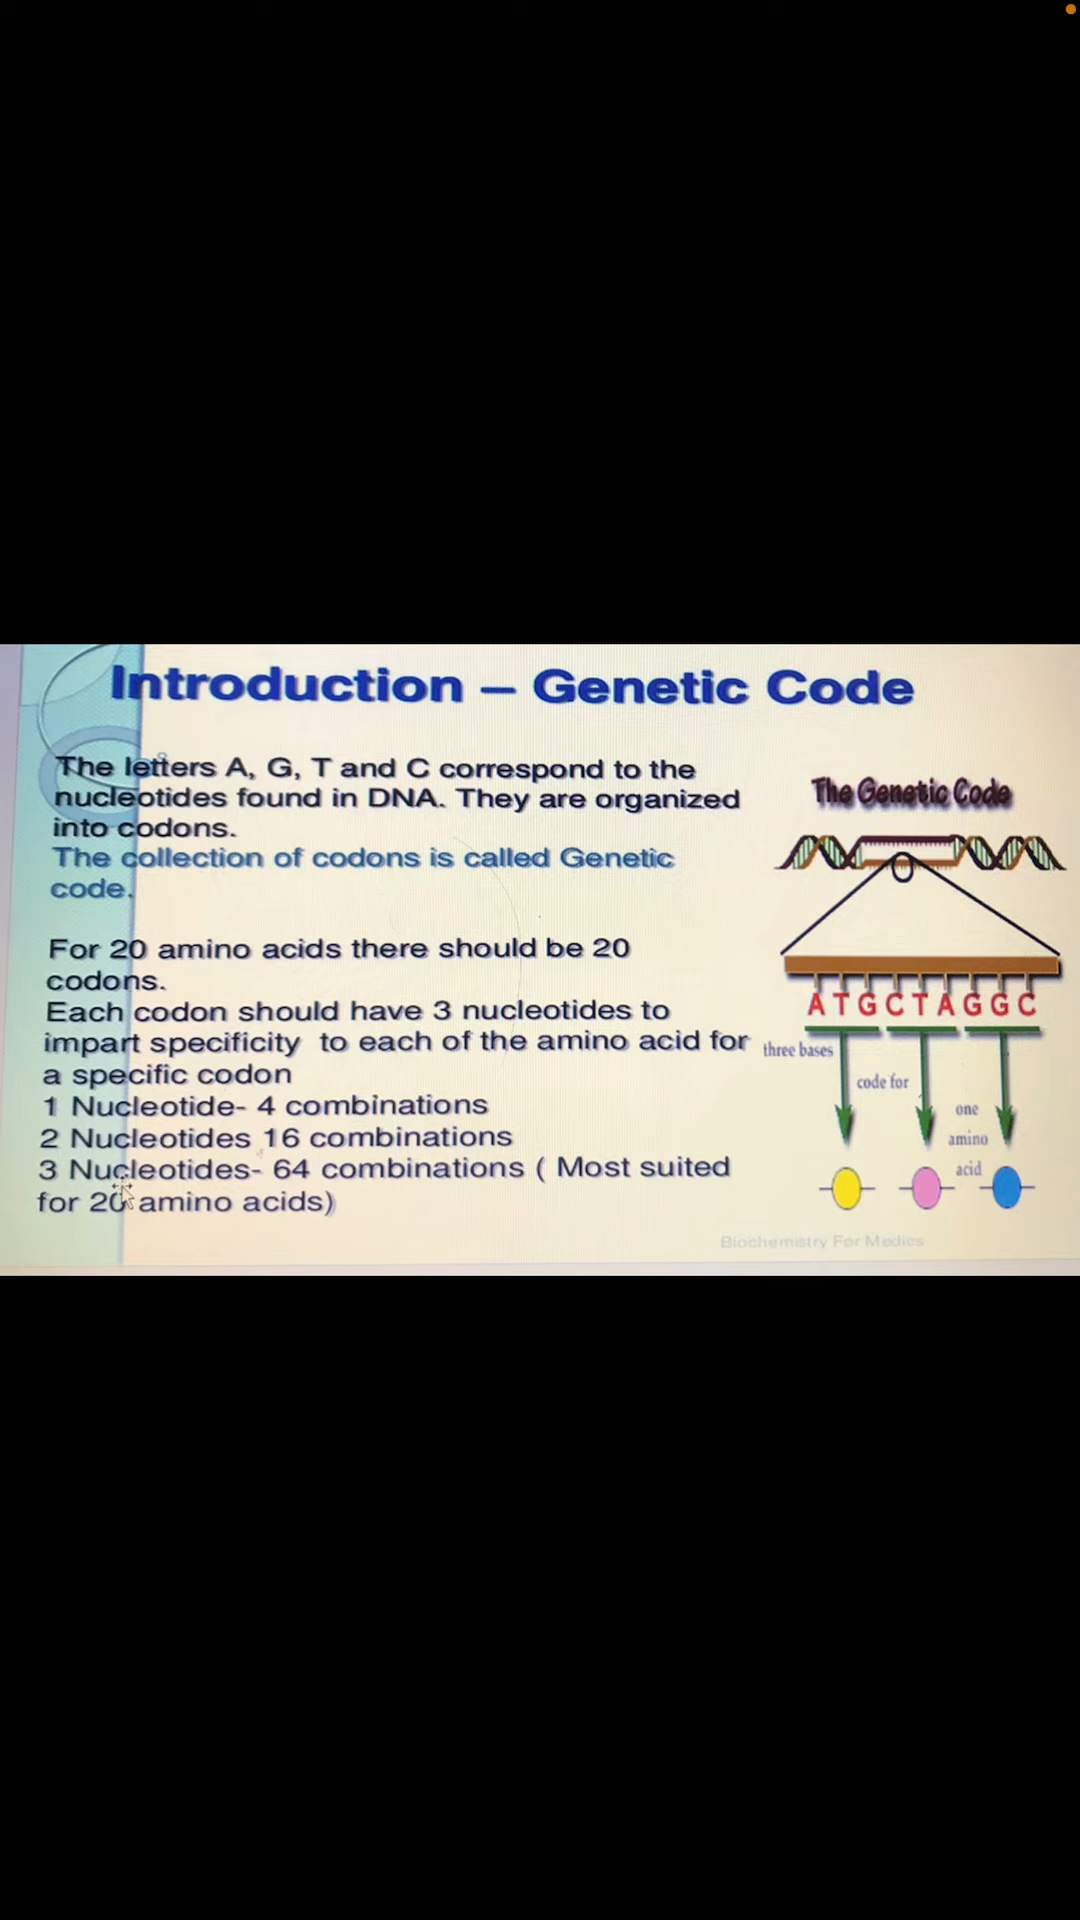 Introduction – Genetic Code
The letters A, G, T and C correspond to the
nucleotides found in DNA. They are organized
into codons.
The collection of codons is called Genetic
code.
For 20 amino acids there should be 20
codons.
Each codon should have 3 nucleotides to
impart specificity to each of the amino acid for
a specific codon
1 Nucleotide- 4 combinations
2 Nucleotides 16 combinations
3 Nucleotides- 64 combinations ( Most suited
for 20 amino acids)
The Genetic Code
A T G C T A G G C
three bases
code for
one
amino
acid
Biochemistry For Medics